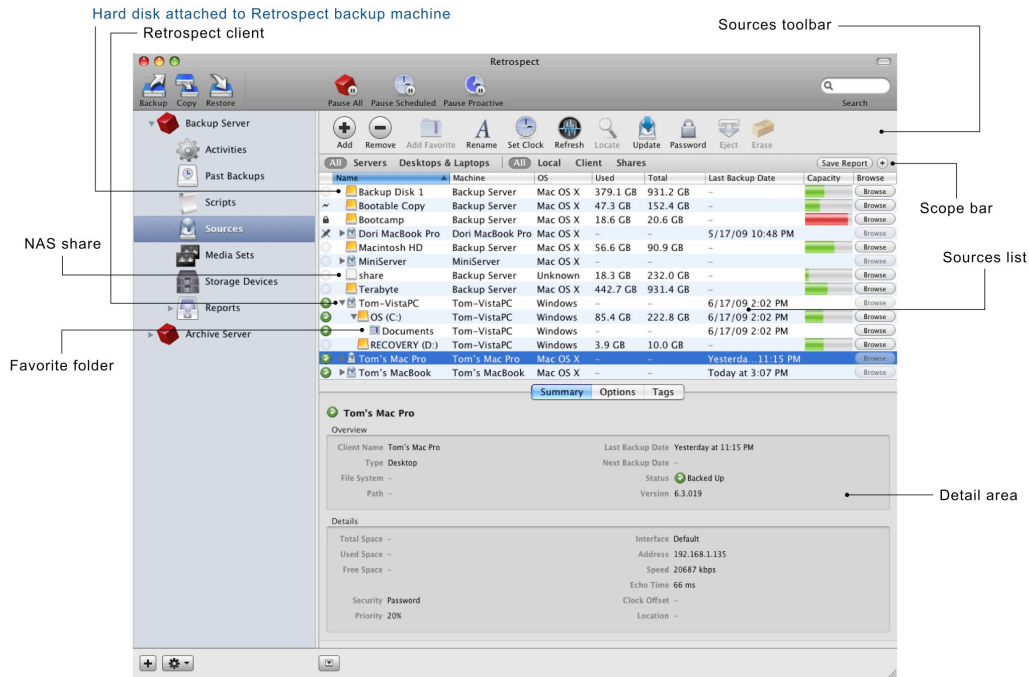 Hard disk attached to Retrospect backup machine
Retrospect client
Sources toolbar
Retrospect
Backup Copy Restore
Pause All Pause Scheduled Pause Proactive
Search
Backup Server
Activities
Past Backups
Scripts
Sources
Media Sets
Storage Devices
Reports
Archive Server
Add Remove Add Favorite Rename Set Clock Refresh Locate Update Password Eject Erase
All Servers Desktops & Laptops All Local Client Shares Save Report
Name Machine OS Used Total Last Backup Date Capacity Browse
Backup Disk 1 Backup Server Mac OS X 379.1 GB 931.2 GB – Browse
Bootable Copy Backup Server Mac OS X 47.3 GB 152.4 GB – Browse
Bootcamp Backup Server Mac OS X 18.6 GB 20.6 GB – Browse
Dori MacBook Pro Dori MacBook Pro Mac OS X – – 5/17/09 10:48 PM Browse
Macintosh HD Backup Server Mac OS X 56.6 GB 90.9 GB – Browse
MiniServer MiniServer Mac OS X – – – Browse
share Backup Server Unknown 18.3 GB 232.0 GB – Browse
Terabyte Backup Server Mac OS X 442.7 GB 931.4 GB – Browse
Tom-VistaPC Tom-VistaPC Windows – – 6/17/09 2:02 PM Browse
OS (C:) Tom-VistaPC Windows 85.4 GB 222.8 GB 6/17/09 2:02 PM Browse
Documents Tom-VistaPC Windows – – 6/17/09 2:02 PM Browse
RECOVERY (D:) Tom-VistaPC Windows 3.9 GB 10.0 GB – Browse
Tom's Mac Pro Tom's Mac Pro Mac OS X – – Yesterda...11:15 PM Browse
Tom's MacBook Tom's MacBook Mac OS X – – Today at 3:07 PM Browse
Scope bar
Sources list
NAS share
Favorite folder
Summary Options Tags
Tom's Mac Pro
Overview
Client Name Tom's Mac Pro
Type Desktop
File System –
Path –
Last Backup Date Yesterday at 11:15 PM
Next Backup Date –
Status Backed Up
Version 6.3.019
Detail area
Details
Total Space –
Used Space –
Free Space –
Security Password
Priority 20%
Interface Default
Address 192.168.1.135
Speed 20687 kbps
Echo Time 66 ms
Clock Offset –
Location –